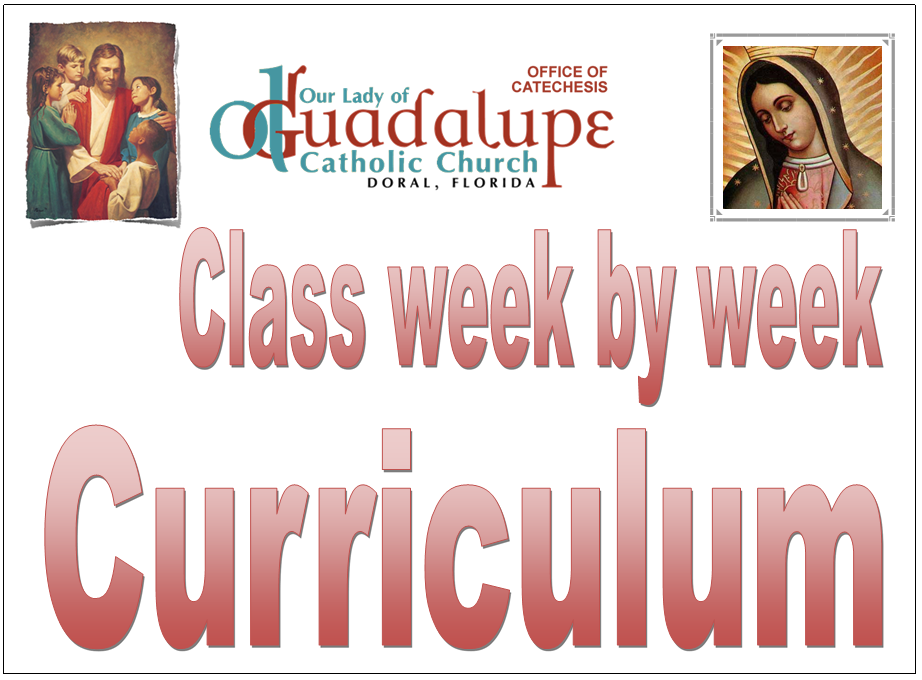 OFFICE OF
CATECHESIS
Our Lady of
Guadalupe
Catholic Church
DORAL, FLORIDA
Class week by week
Curriculum